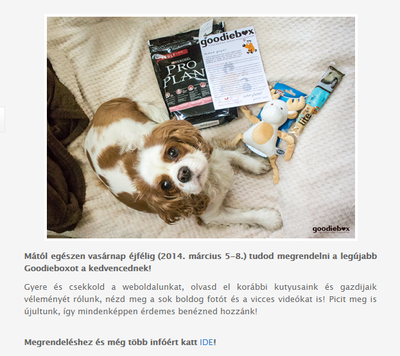 goodiebox
PRO
PLAN
lite
goodiebox
Mától egészen vasárnap éjfélig (2014. március 5-8.) tudod megrendelni a legújabb
Goodieboxot a kedvencednek!
Gyere és csekkold a weboldalunkat, olvasd el korábbi kutyusaink és gazdijaik
véleményét rólunk, nézd meg a sok boldog fotót és a vicces videókat is! Picit meg is
újultunk, így mindenképpen érdemes benézned hozzánk!
Megrendeléshez és még több infóért katt IDE!